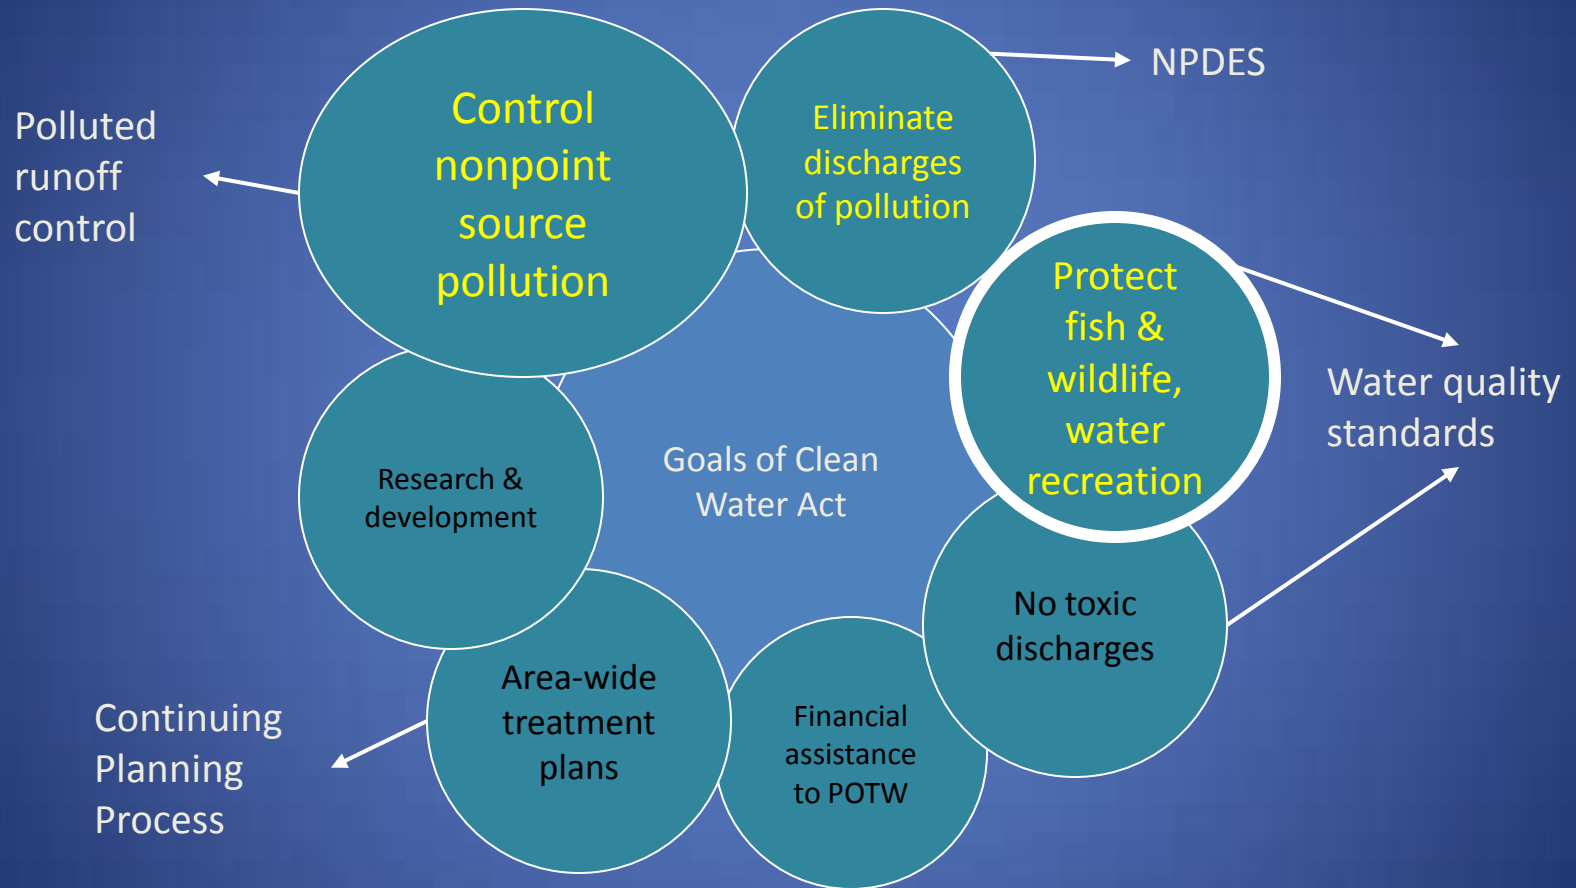 Control
nonpoint
source
pollution
Eliminate
discharges
of pollution
NPDES
Polluted
runoff
control
Protect
fish &
wildlife,
water
recreation
Water quality
standards
Goals of Clean
Water Act
Research &
development
No toxic
discharges
Area-wide
treatment
plans
Financial
assistance
to POTW
Continuing
Planning
Process